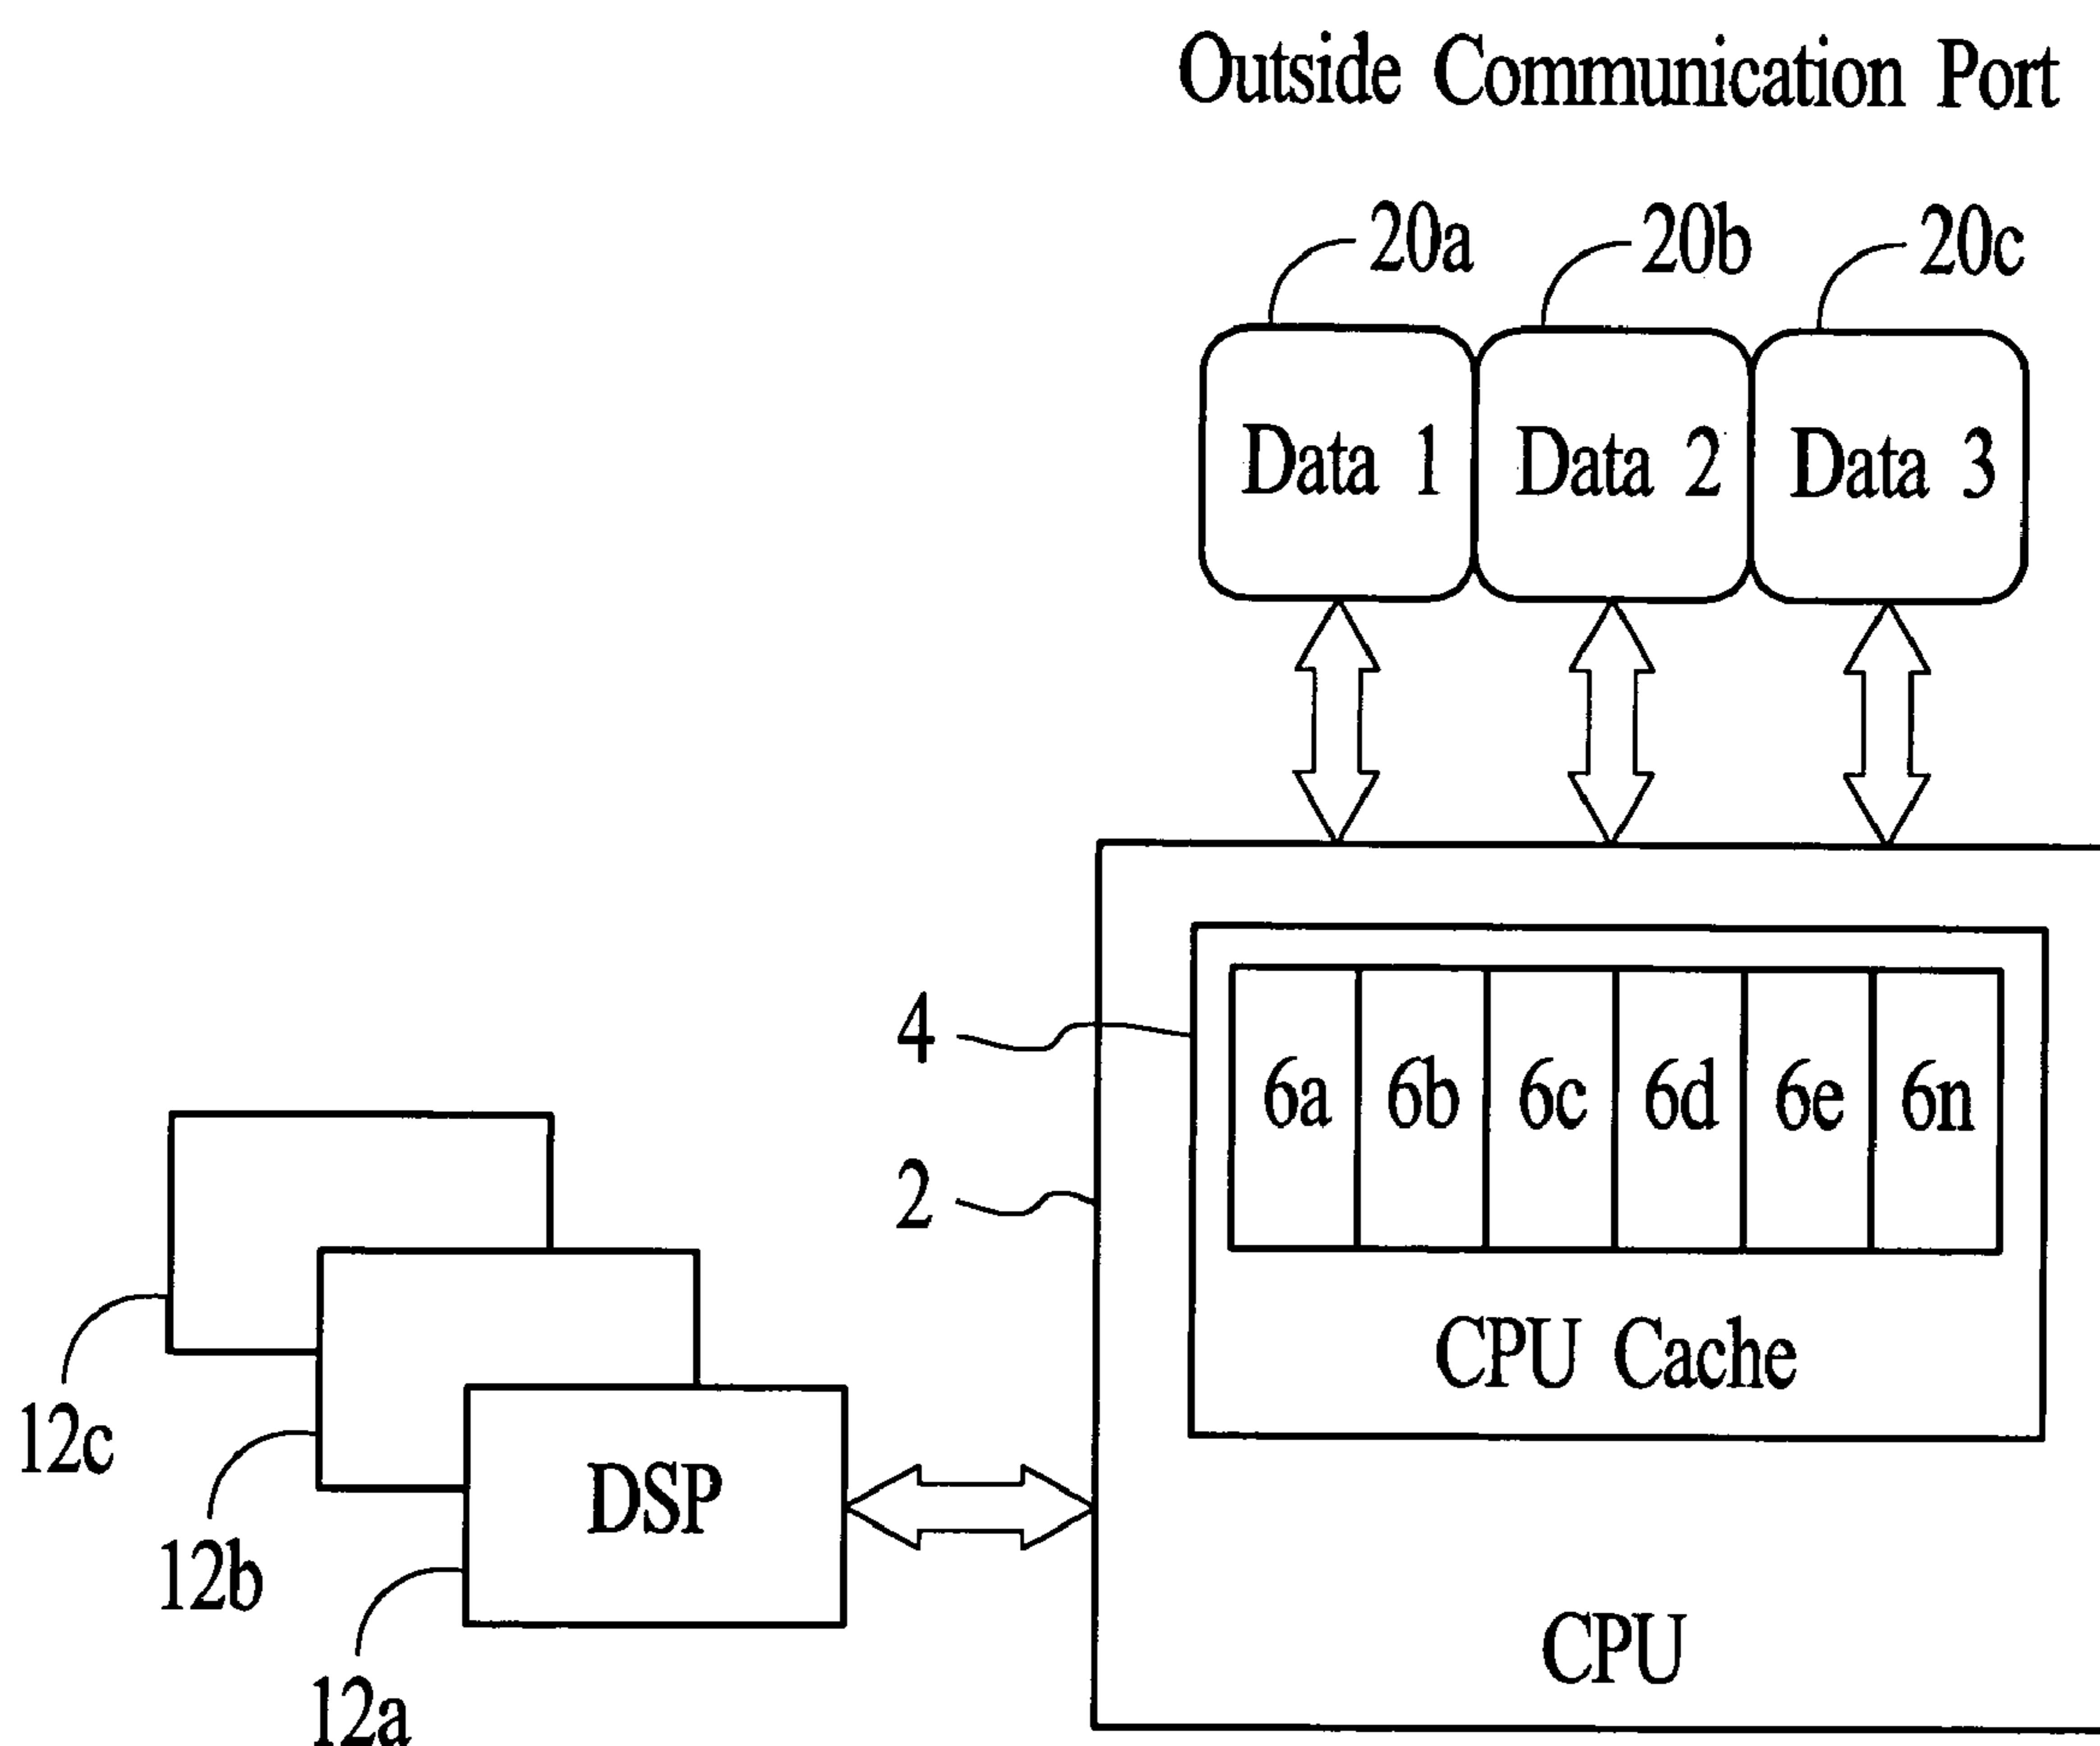 Outside Communication Port
20a 20b 20c
Data 1 Data 2 Data 3
4
6a 6b 6c 6d 6e 6n
2
CPU Cache
12c
DSP
12b
CPU
12a